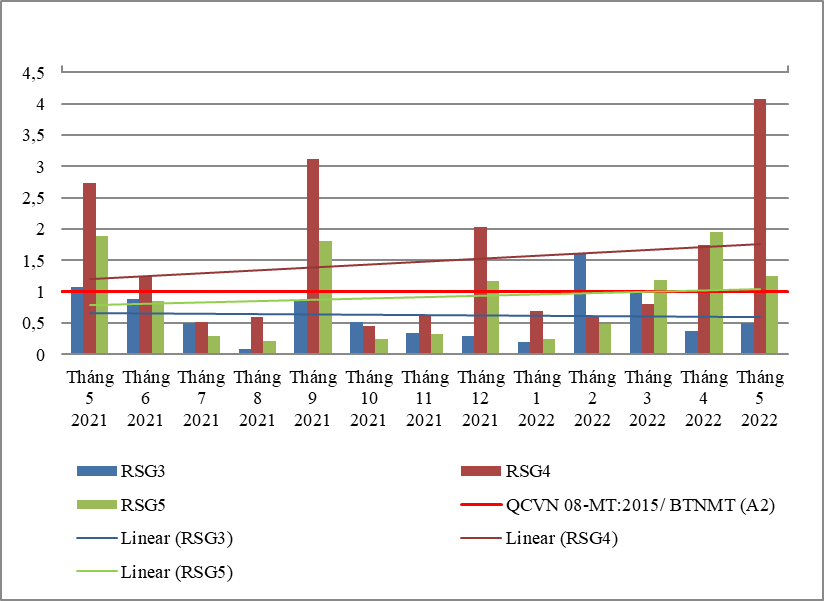 4,5
4
3,5
3
2,5
2
1,5
1
0,5
0
Tháng Tháng Tháng Tháng Tháng Tháng Tháng Tháng Tháng Tháng Tháng Tháng Tháng
5 6 7 8 9 10 11 12 1 2 3 4 5
2021 2021 2021 2021 2021 2021 2021 2021 2022 2022 2022 2022 2022
RSG3 RSG4
RSG5 QCVN 08-MT:2015/ BTNMT (A2)
Linear (RSG3) Linear (RSG4)
Linear (RSG5)